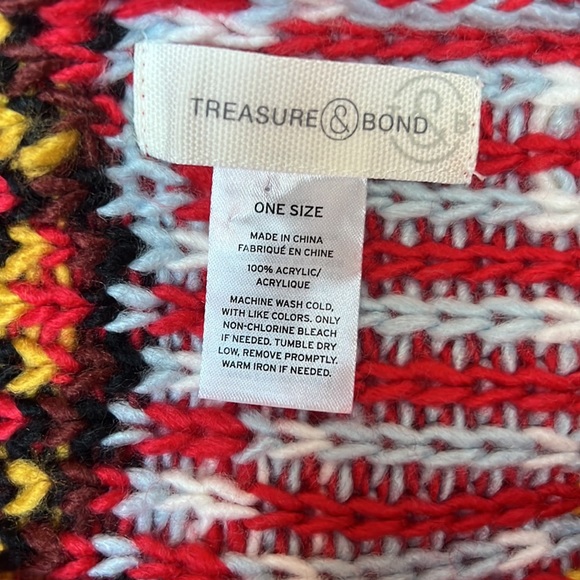 TREASURE & BOND
T & B
ONE SIZE
MADE IN CHINA
FABRIQUÉ EN CHINE
100% ACRYLIC/
ACRYLIQUE
MACHINE WASH COLD,
WITH LIKE COLORS. ONLY
NON-CHLORINE BLEACH
IF NEEDED. TUMBLE DRY
LOW, REMOVE PROMPTLY.
WARM IRON IF NEEDED.